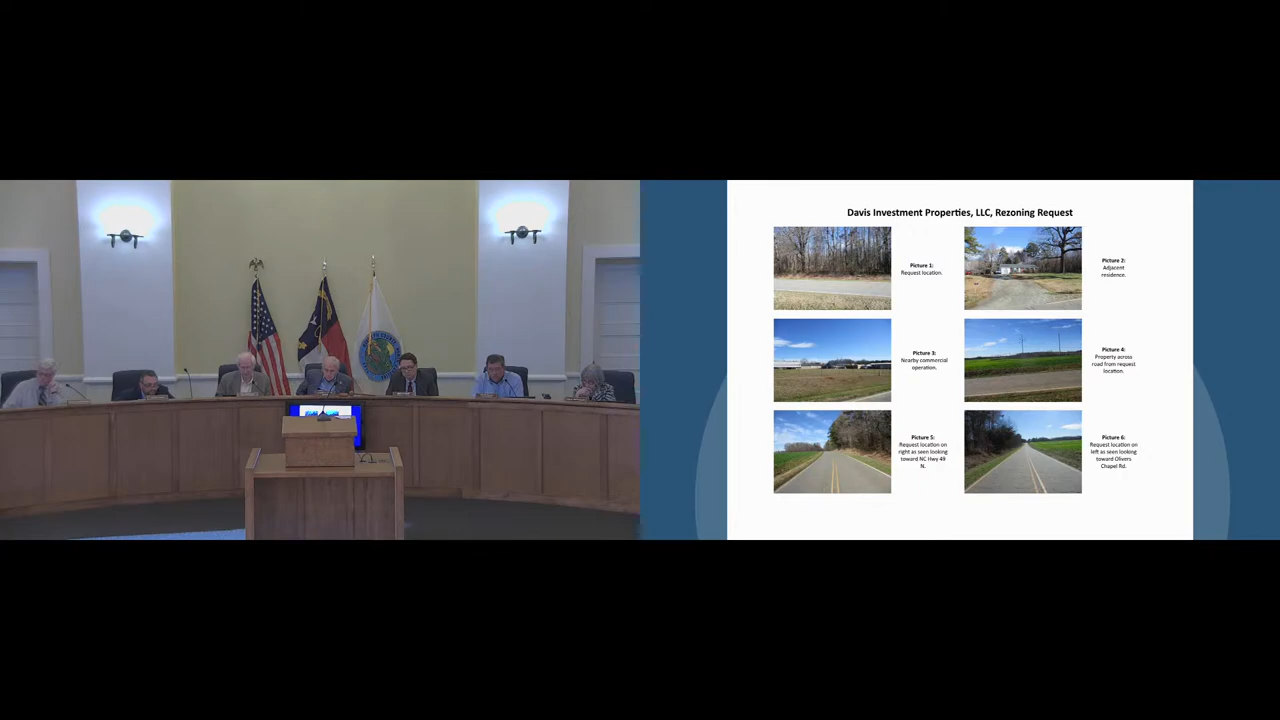 Davis Investment Properties, LLC, Rezoning Request
Picture 1:
Request location.
Picture 2:
Adjacent
residence.
Picture 3:
Nearby commercial
operation.
Picture 4:
Property across
road from request
location.
Picture 5:
Request location on
right as seen looking
toward NC Hwy 49
N.
Picture 6:
Request location on
left as seen looking
toward Olivers
Chapel Rd.